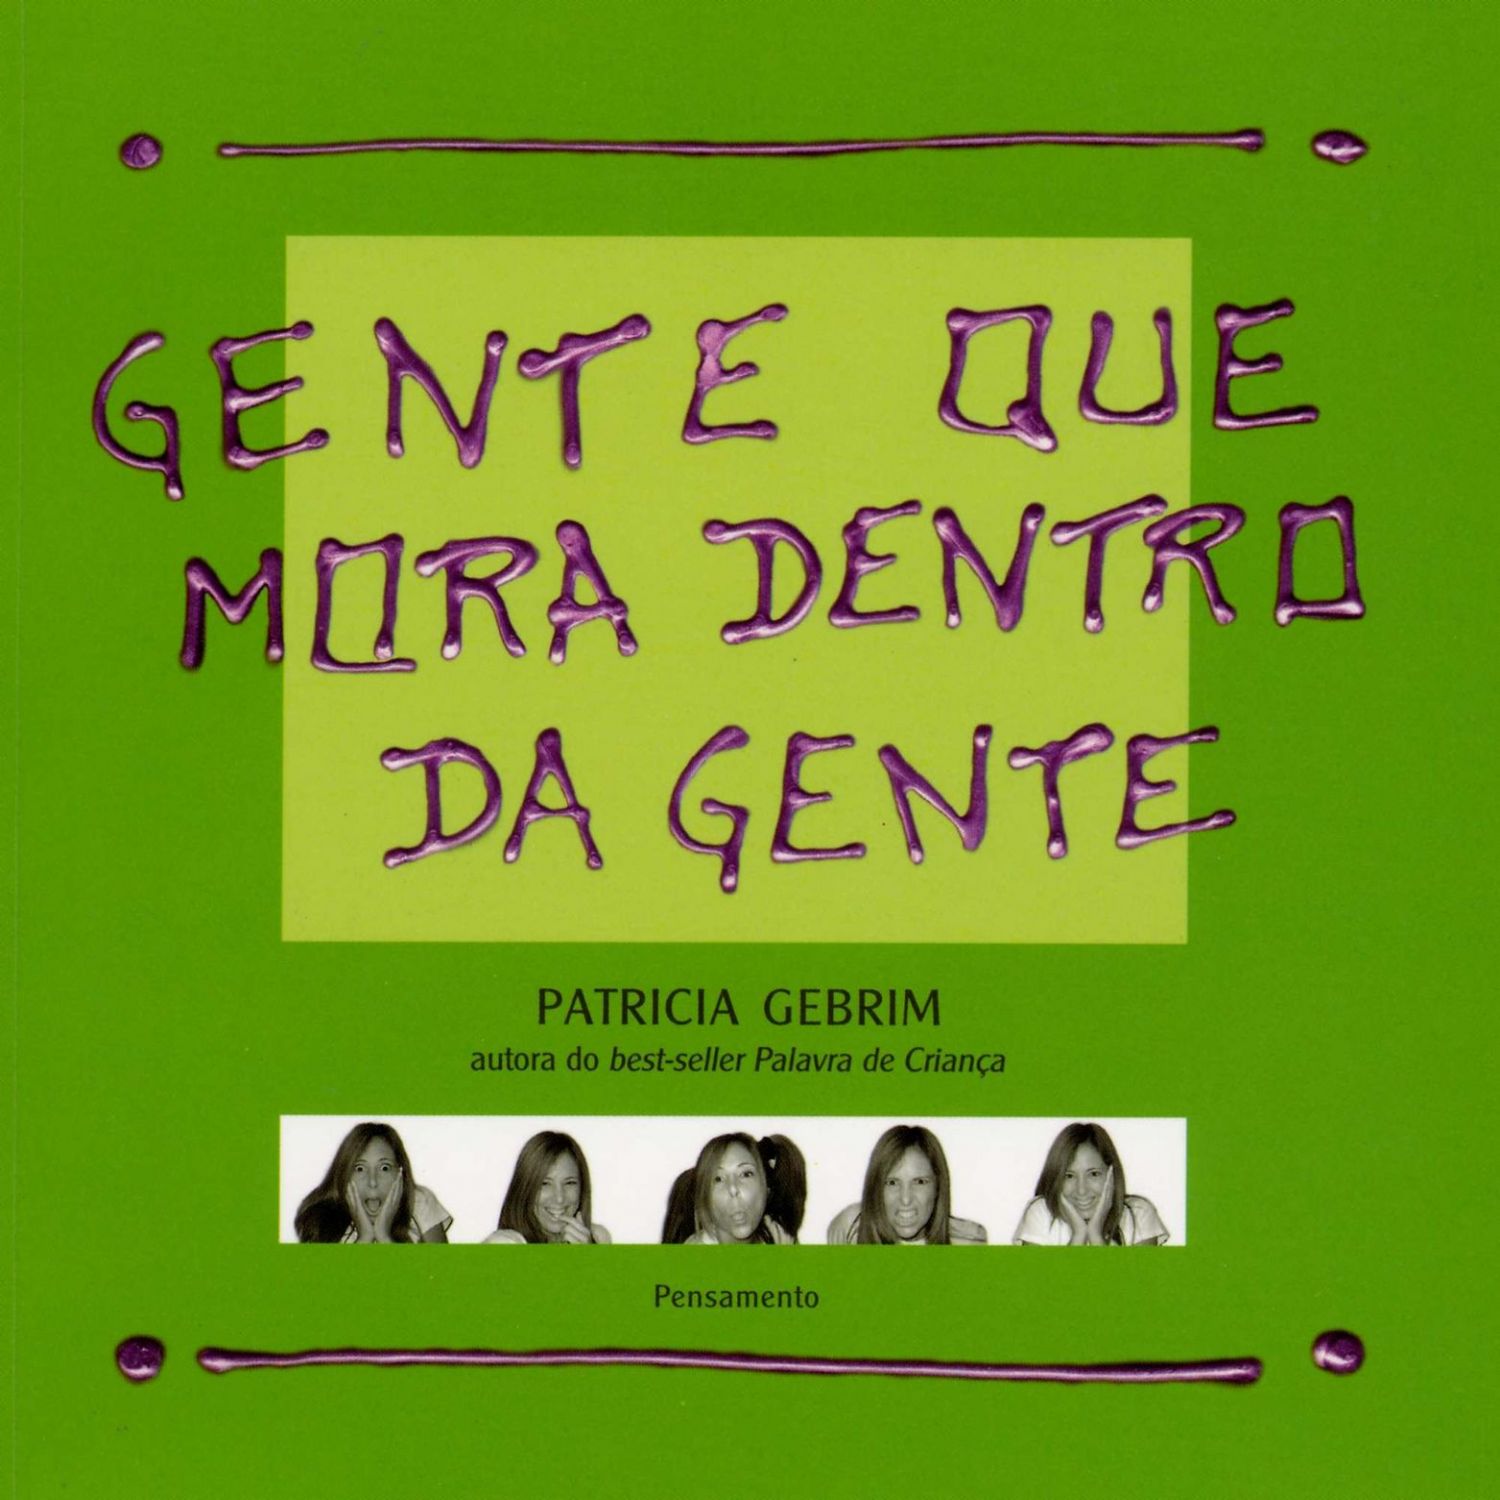 GENTE QUE
MORA DENTRO
DA GENTE
PATRICIA GEBRIM
autora do best-seller Palavra de Criança
Pensamento